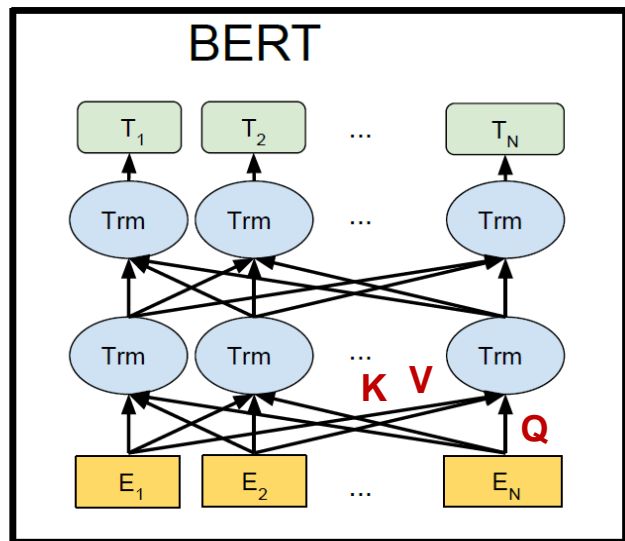 BERT
T1 T2 ... TN
Trm Trm ... Trm
Trm Trm ... Trm
K V
Q
E1 E2 ... EN